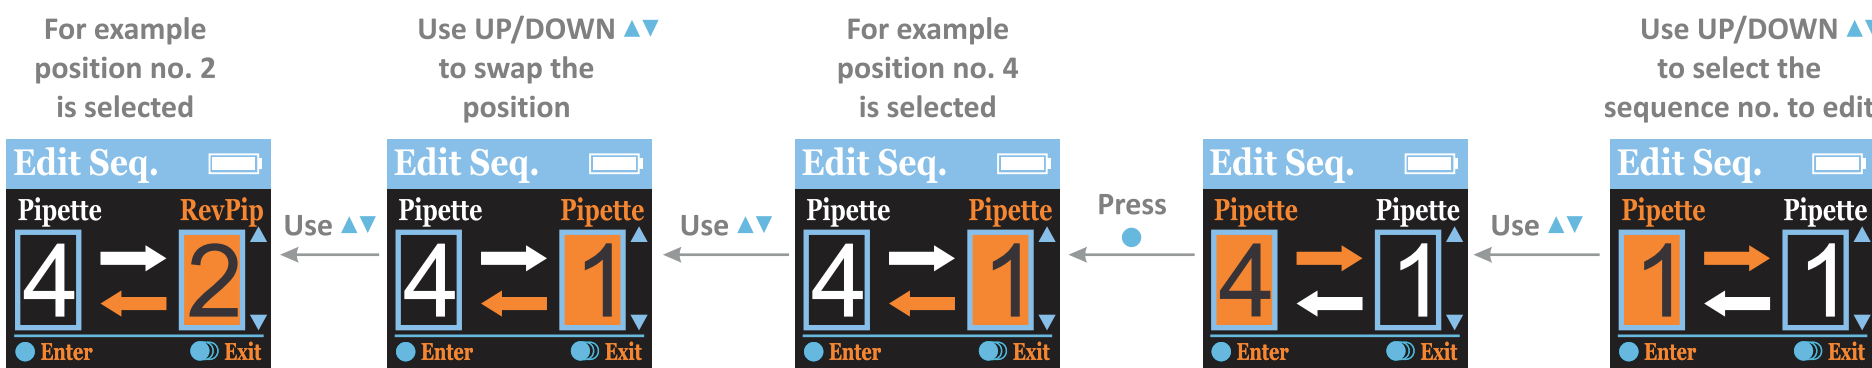 For example
position no. 2
is selected
Use UP/DOWN ▲▼
to swap the
position
For example
position no. 4
is selected
Use UP/DOWN ▲▼
to select the
sequence no. to edit
Edit Seq.
Pipette RevPip
4 2
Enter Exit
Use ▲▼
Edit Seq.
Pipette Pipette
4 1
Enter Exit
Use ▲▼
Edit Seq.
Pipette Pipette
4 1
Enter Exit
Press
Edit Seq.
Pipette Pipette
4 1
Enter Exit
Use ▲▼
Edit Seq.
Pipette Pipette
1 1
Enter Exit